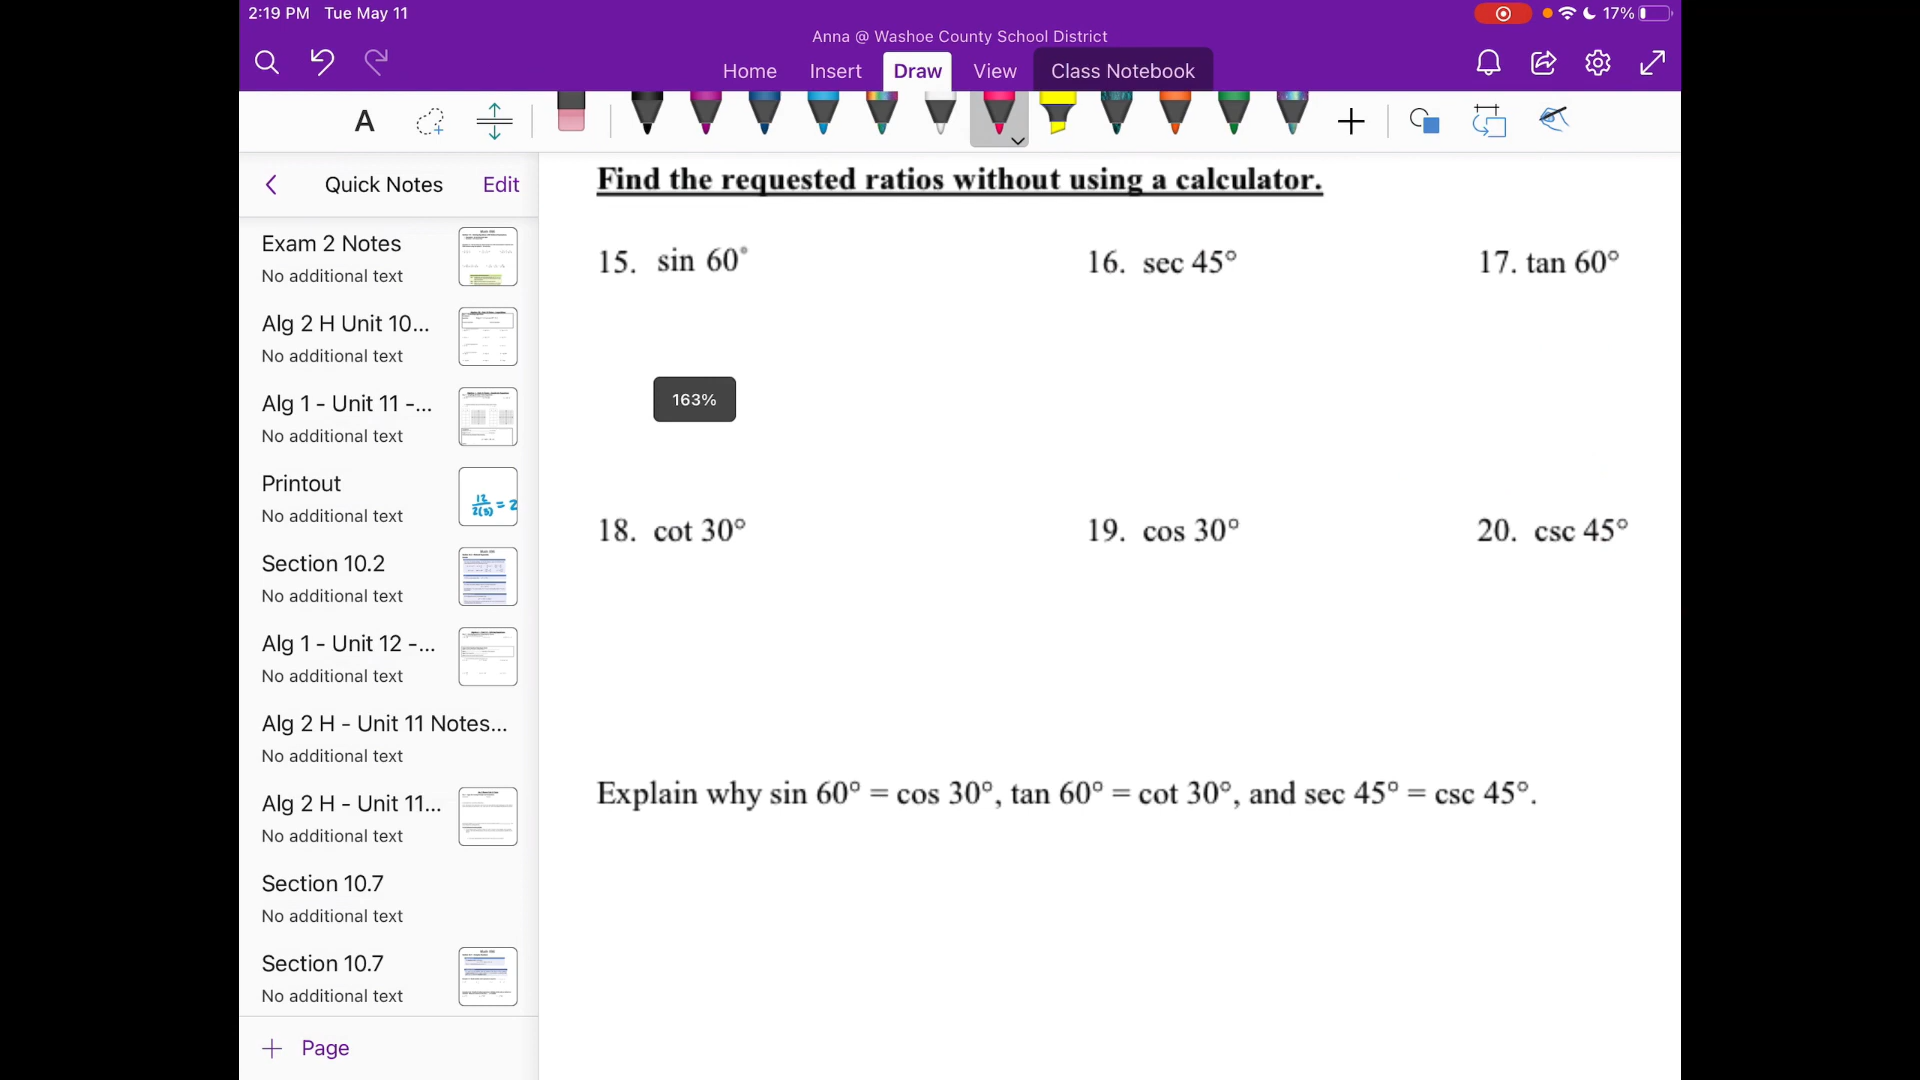 2:19 PM Tue May 11
17%
Anna @ Washoe County School District
Home Insert Draw View Class Notebook
A
Quick Notes Edit
Exam 2 Notes
No additional text
Alg 2 H Unit 10...
No additional text
Alg 1 - Unit 11 -...
No additional text
Printout
No additional text
12/2(3) = 2
Section 10.2
No additional text
Alg 1 - Unit 12 -...
No additional text
Alg 2 H - Unit 11 Notes...
No additional text
Alg 2 H - Unit 11...
No additional text
Section 10.7
No additional text
Section 10.7
No additional text
+ Page
Find the requested ratios without using a calculator.
15. sin 60° 16. sec 45° 17. tan 60°
163%
18. cot 30° 19. cos 30° 20. csc 45°
Explain why sin 60° = cos 30°, tan 60° = cot 30°, and sec 45° = csc 45°.